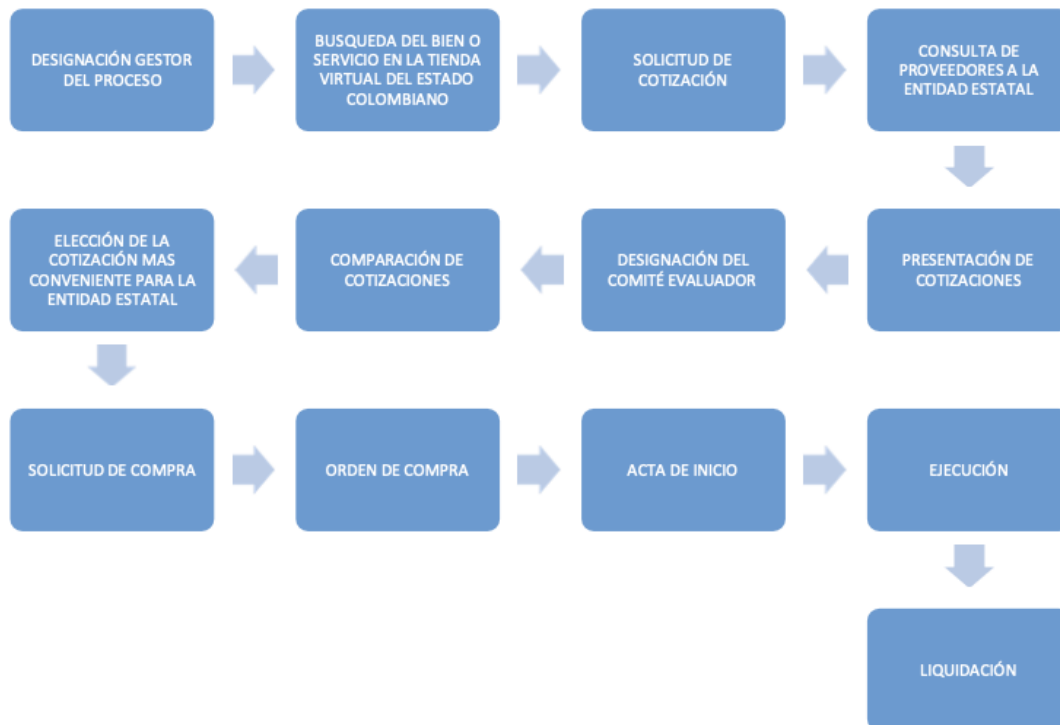 DESIGNACIÓN GESTOR
DEL PROCESO
BUSQUEDA DEL BIEN O
SERVICIO EN LA TIENDA
VIRTUAL DEL ESTADO
COLOMBIANO
SOLICITUD DE
COTIZACIÓN
CONSULTA DE
PROVEEDORES A LA
ENTIDAD ESTATAL
PRESENTACIÓN DE
COTIZACIONES
DESIGNACIÓN DEL
COMITÉ EVALUADOR
COMPARACIÓN DE
COTIZACIONES
ELECCIÓN DE LA
COTIZACIÓN MAS
CONVENIENTE PARA LA
ENTIDAD ESTATAL
SOLICITUD DE COMPRA
ORDEN DE COMPRA
ACTA DE INICIO
EJECUCIÓN
LIQUIDACIÓN